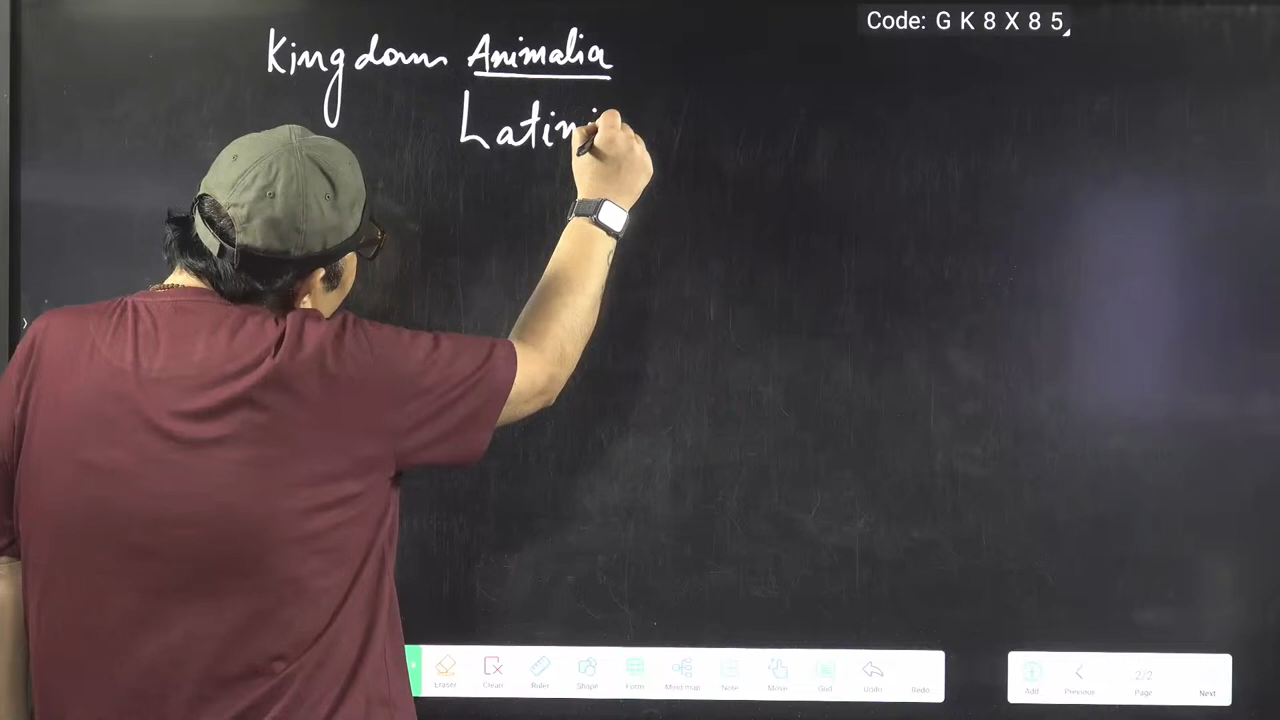 Code: G K 8 X 8 5
Kingdom Animalia
Eraser Clean Ruler Shape Form Mind map Note Move Grid Undo Redo
Add Previous 2/2 Page Next